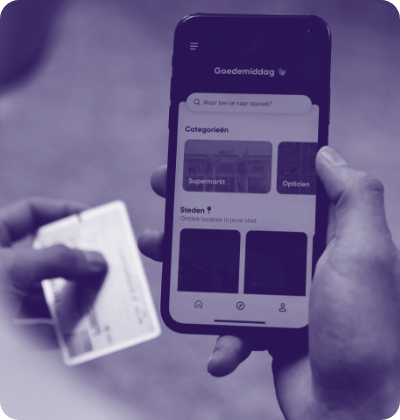 Goedemiddag 👋
Waar ben je naar opzoek?
Categorieën
Supermarkt
Opticien
Steden
Ontdek locaties in jouw stad